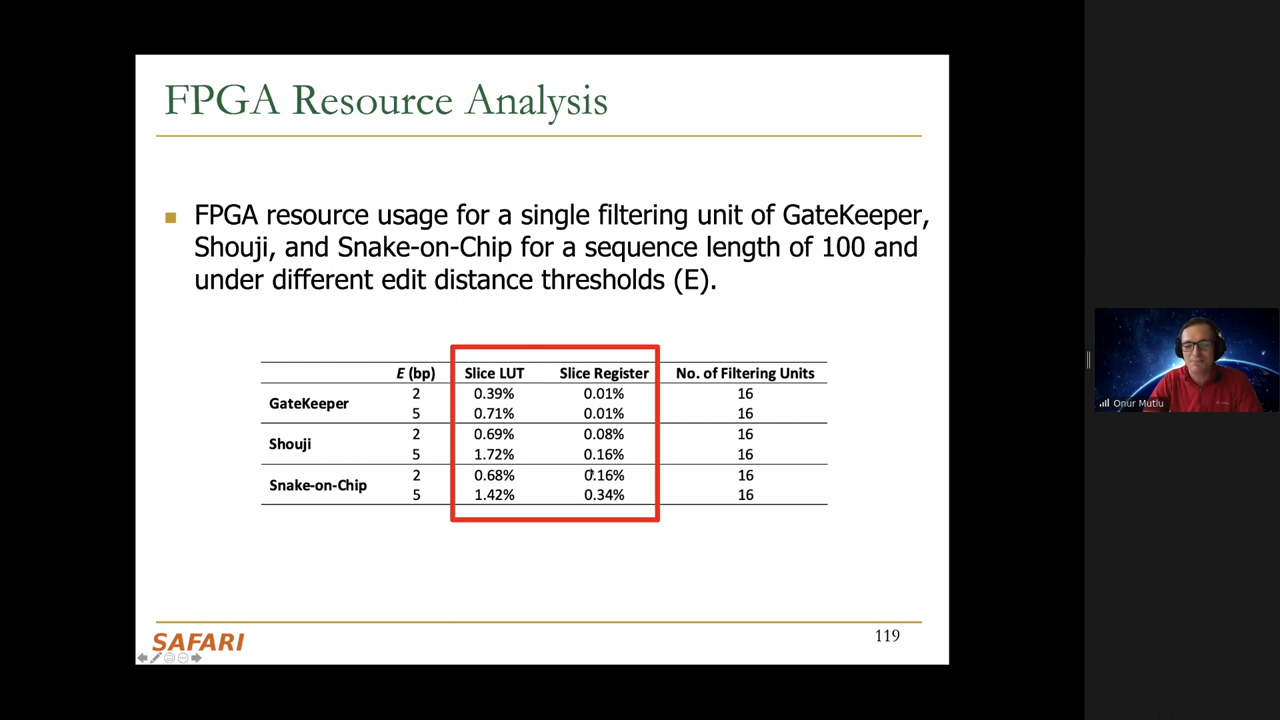 FPGA Resource Analysis
FPGA resource usage for a single filtering unit of GateKeeper,
Shouji, and Snake-on-Chip for a sequence length of 100 and
under different edit distance thresholds (E).
E (bp) Slice LUT Slice Register No. of Filtering Units
GateKeeper 2 0.39% 0.01% 16
5 0.71% 0.01% 16
Shouji 2 0.69% 0.08% 16
5 1.72% 0.16% 16
Snake-on-Chip 2 0.68% 0.16% 16
5 1.42% 0.34% 16
SAFARI
119
Onur Mutlu